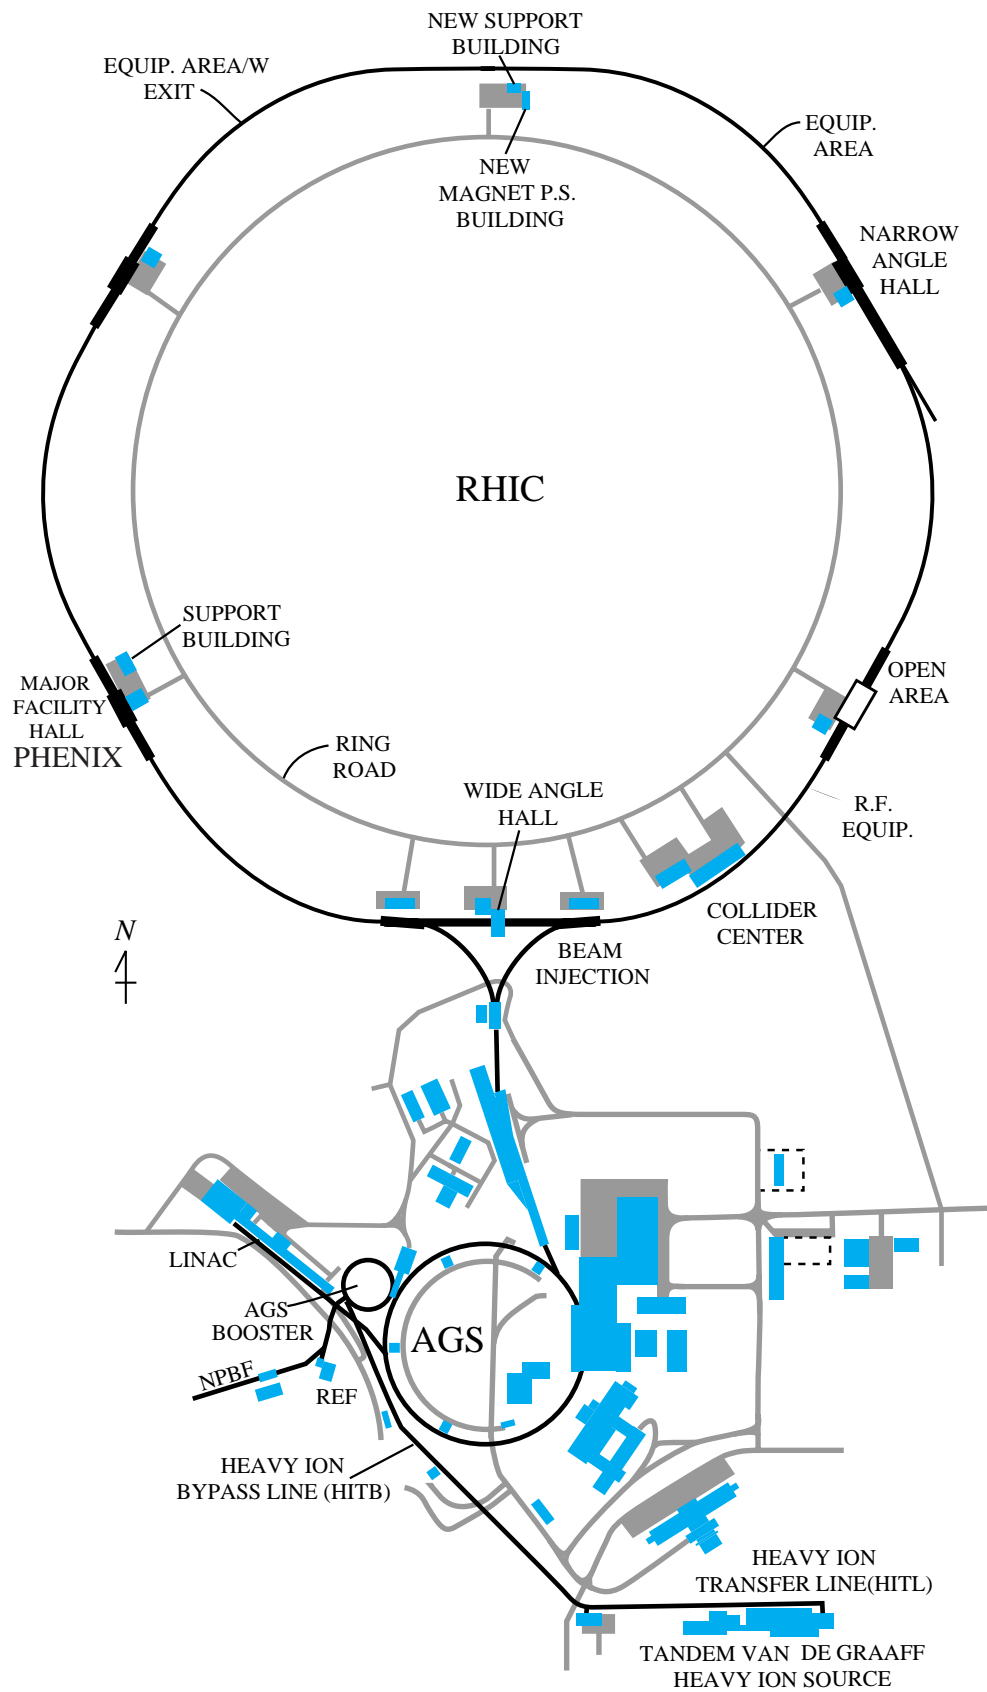 NEW SUPPORT
BUILDING
EQUIP. AREA/W
EXIT
EQUIP.
AREA
NEW
MAGNET P.S.
BUILDING
NARROW
ANGLE
HALL
RHIC
SUPPORT
BUILDING
MAJOR
FACILITY
HALL
PHENIX
OPEN
AREA
RING
ROAD
WIDE ANGLE
HALL
R.F.
EQUIP.
COLLIDER
CENTER
N
BEAM
INJECTION
LINAC
AGS
BOOSTER
AGS
NPBF
REF
HEAVY ION
BYPASS LINE (HITB)
HEAVY ION
TRANSFER LINE(HITL)
TANDEM VAN DE GRAAFF
HEAVY ION SOURCE